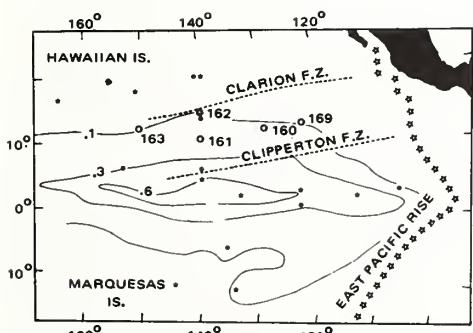 160° 140° 120°
HAWAIIAN IS.
CLARION F.Z.
162
169
163
160
.1
161
10°
CLIPPERTON F.Z.
.3
.6
0°
EAST PACIFIC RISE
10°
MARQUESAS
IS.